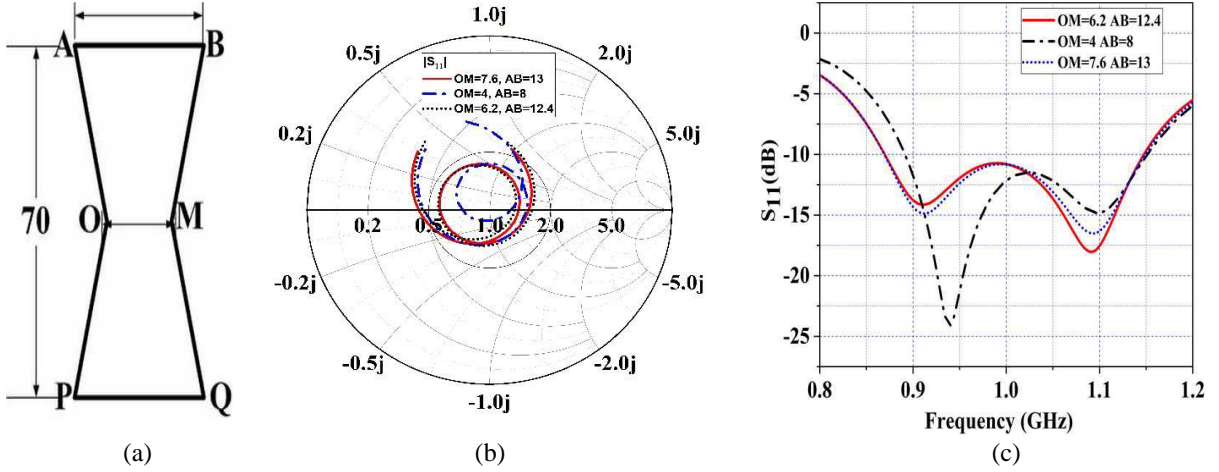 A B
70
O M
P Q
(a)
1.0j
0.5j 2.0j
|S11|
OM=7.6, AB=13
OM=4, AB=8
OM=6.2, AB=12.4
0.2j 5.0j
0.2 0.5 1.0 2.0 5.0
-0.2j -5.0j
-0.5j -2.0j
-1.0j
(b)
OM=6.2 AB=12.4
OM=4 AB=8
OM=7.6 AB=13
S11(dB)
0
-5
-10
-15
-20
-25
0.8 0.9 1.0 1.1 1.2
Frequency (GHz)
(c)